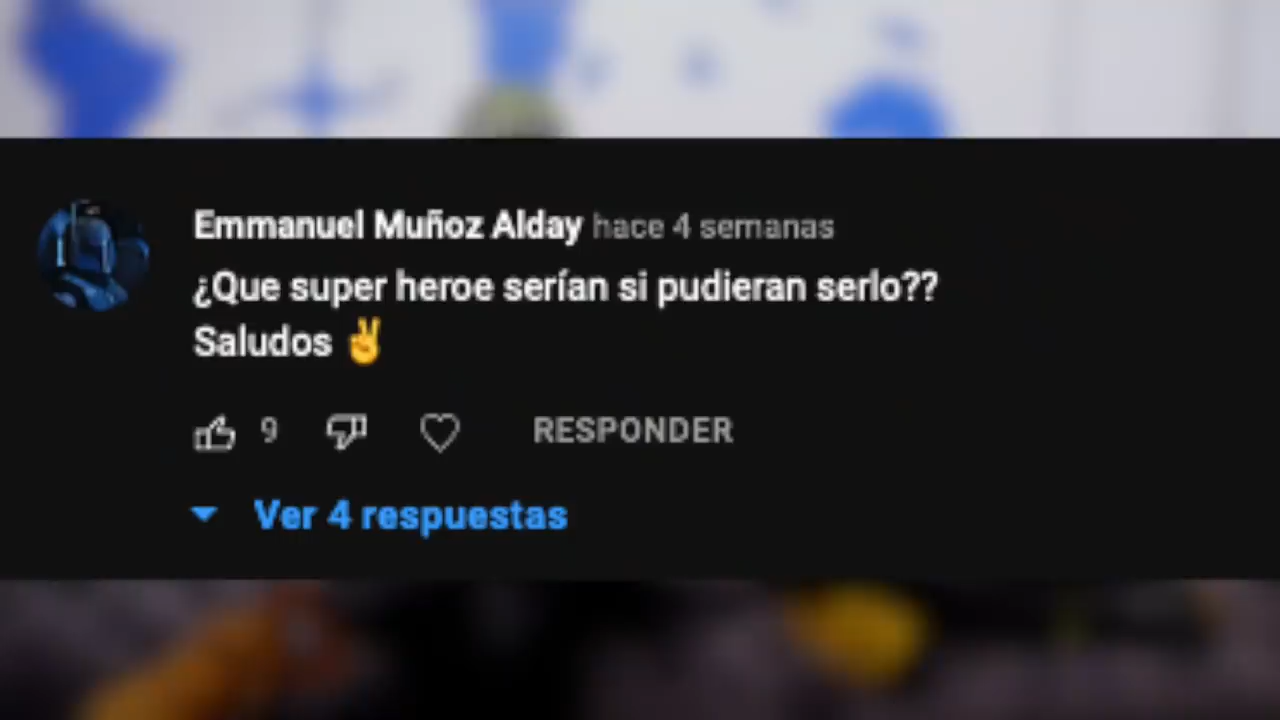 Emmanuel Muñoz Alday hace 4 semanas
¿Que super heroe serían si pudieran serlo??
Saludos ✌
9 RESPONDER
Ver 4 respuestas